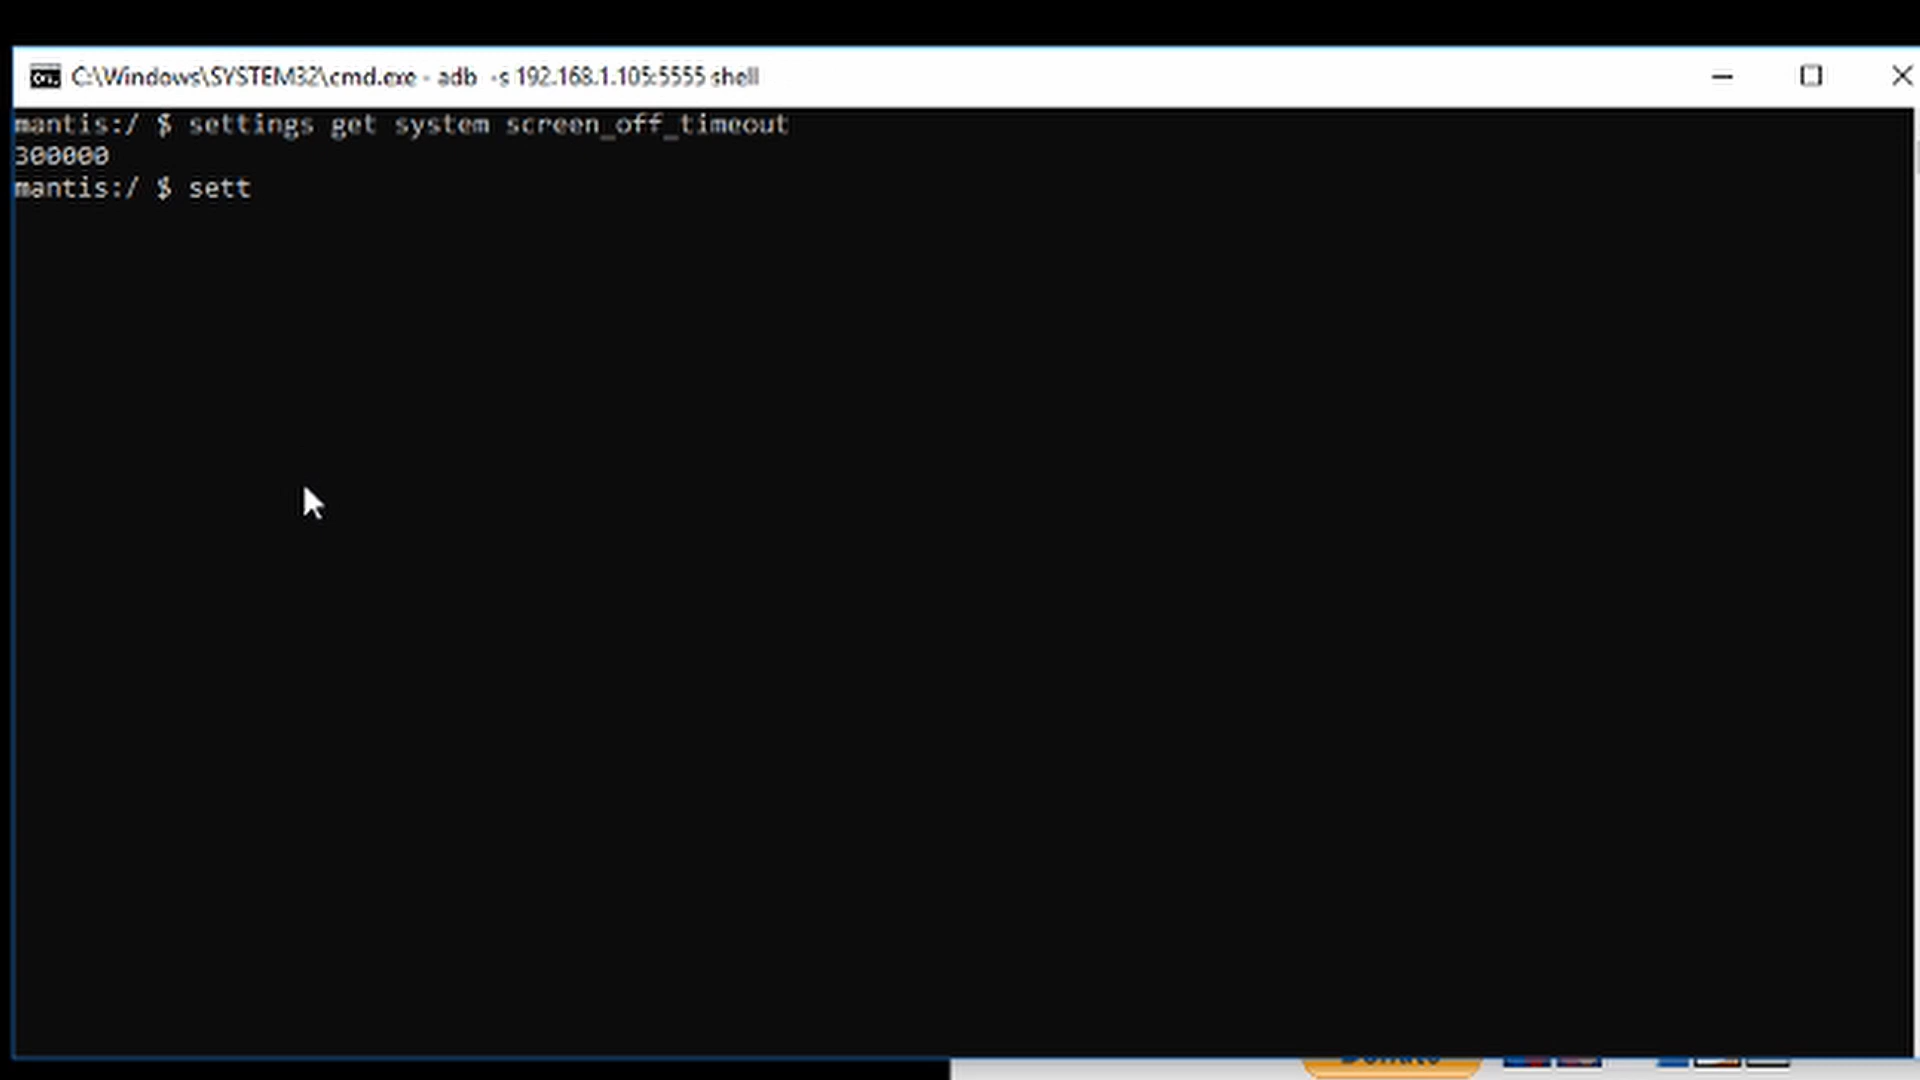 C:\Windows\SYSTEM32\cmd.exe - adb -s 192.168.1.105:5555 shell
mantis:/ $ settings get system screen_off_timeout
300000
mantis:/ $ sett